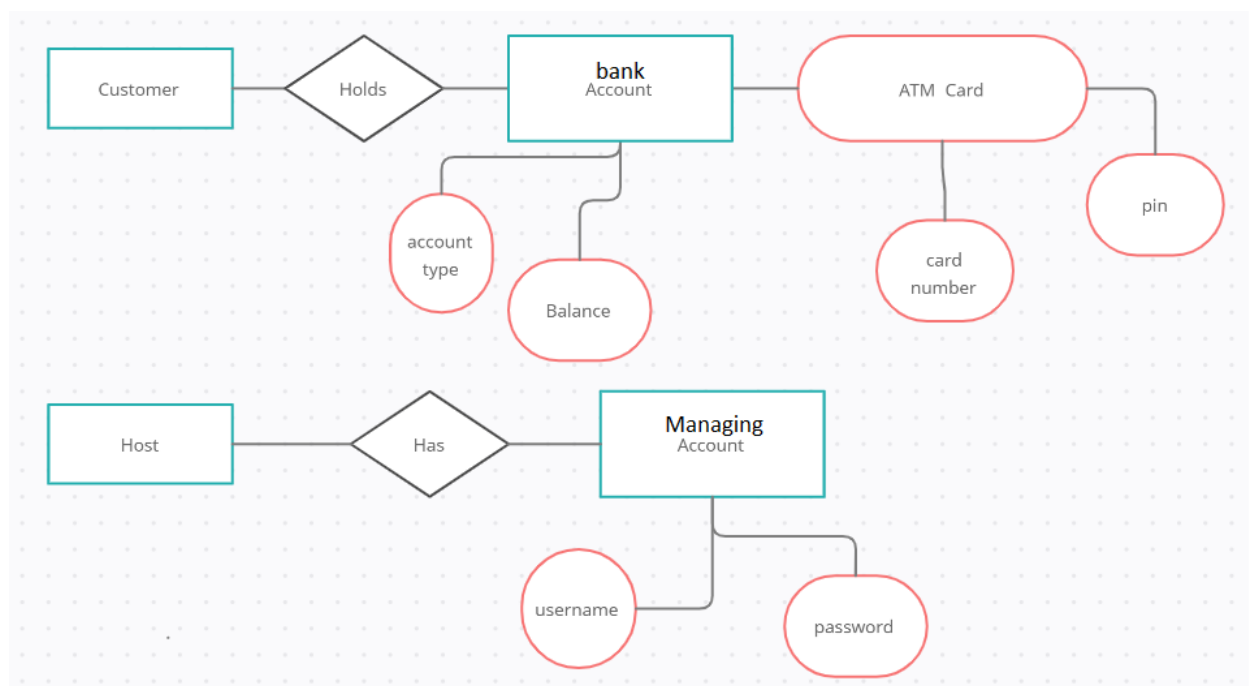 Customer
Holds
bank
Account
ATM Card
pin
account
type
Balance
card
number
Host
Has
Managing
Account
username
password